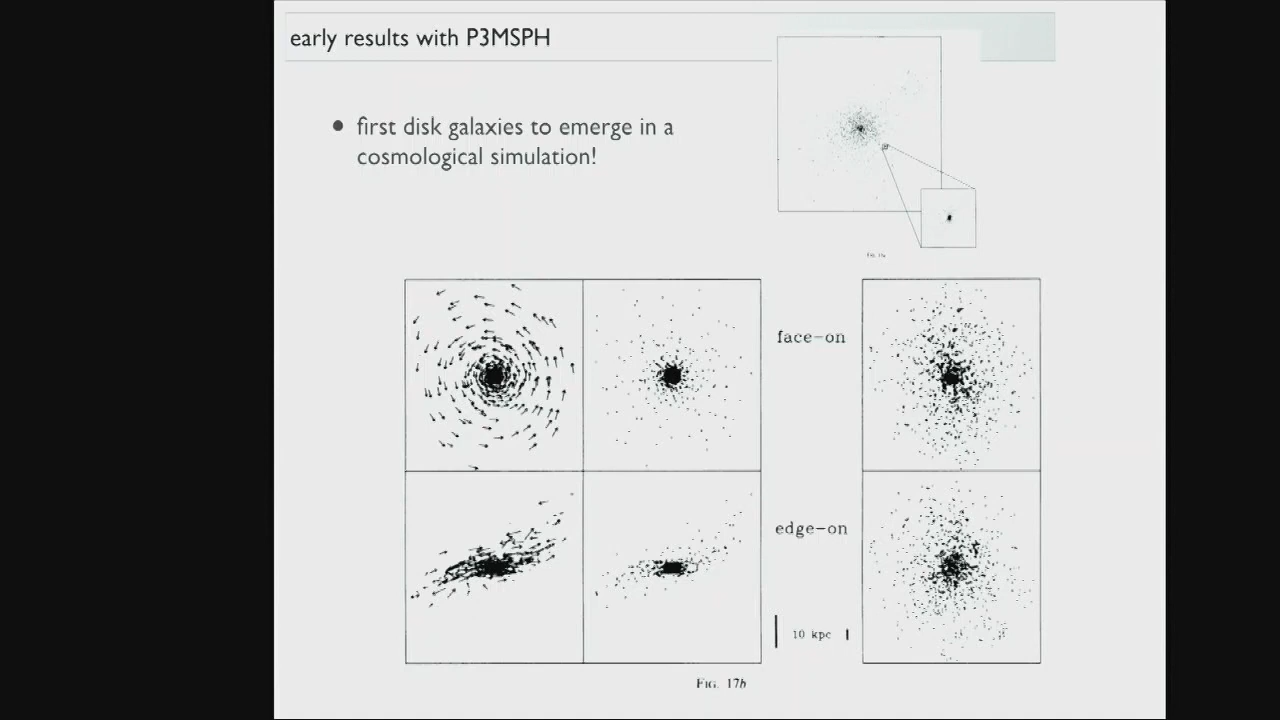 early results with P3MSPH
• first disk galaxies to emerge in a
cosmological simulation!
face-on
edge-on
10 kpc
FIG. 17b